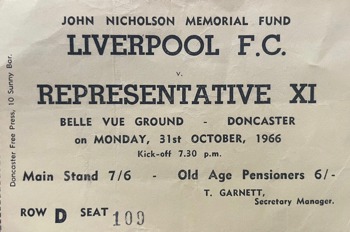 JOHN NICHOLSON MEMORIAL FUND
LIVERPOOL F.C.
v.
REPRESENTATIVE XI
BELLE VUE GROUND - DONCASTER
on MONDAY, 31st OCTOBER, 1966
Kick-off 7.30 p.m.
Main Stand 7/6 - Old Age Pensioners 6/-
T. GARNETT,
Secretary Manager.
ROW D SEAT 109
Doncaster Free Press, 10 Sunny Bar.